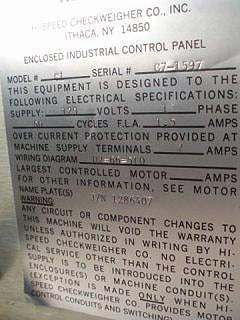 HI-SPEED CHECKWEIGHER CO., INC.
ITHACA, NY 14850
ENCLOSED INDUSTRIAL CONTROL PANEL
MODEL # C1 SERIAL # C7-1597
THIS EQUIPMENT IS DESIGNED TO THE
FOLLOWING ELECTRICAL SPECIFICATIONS:
SUPPLY: 120 VOLTS 1 PHASE
60 CYCLES F.L.A. 1.5 AMPS
OVER CURRENT PROTECTION PROVIDED AT
MACHINE SUPPLY TERMINALS AMPS
WIRING DIAGRAM
LARGEST CONTROLLED MOTOR AMPS
FOR OTHER INFORMATION, SEE MOTOR
NAME PLATE(S)
WARNING: J/N 1286407
ANY CIRCUIT OR COMPONENT CHANGES TO
THIS MACHINE WILL VOID THE WARRANTY
UNLESS AUTHORIZED IN WRITING BY HI-
SPEED CHECKWEIGHER CO. NO ELECTRI-
CAL SERVICE OTHER THAN THE CONTROL
SUPPLY IS TO BE INTRODUCED INTO THE
ENCLOSURE(S) OR MACHINE CONDUIT(S).
(EXCEPTION IS MADE ONLY WHEN HI-
SPEED CHECKWEIGHER CO. PROVIDES MOTOR
CONTROL CONDUITS AND SWITCHING